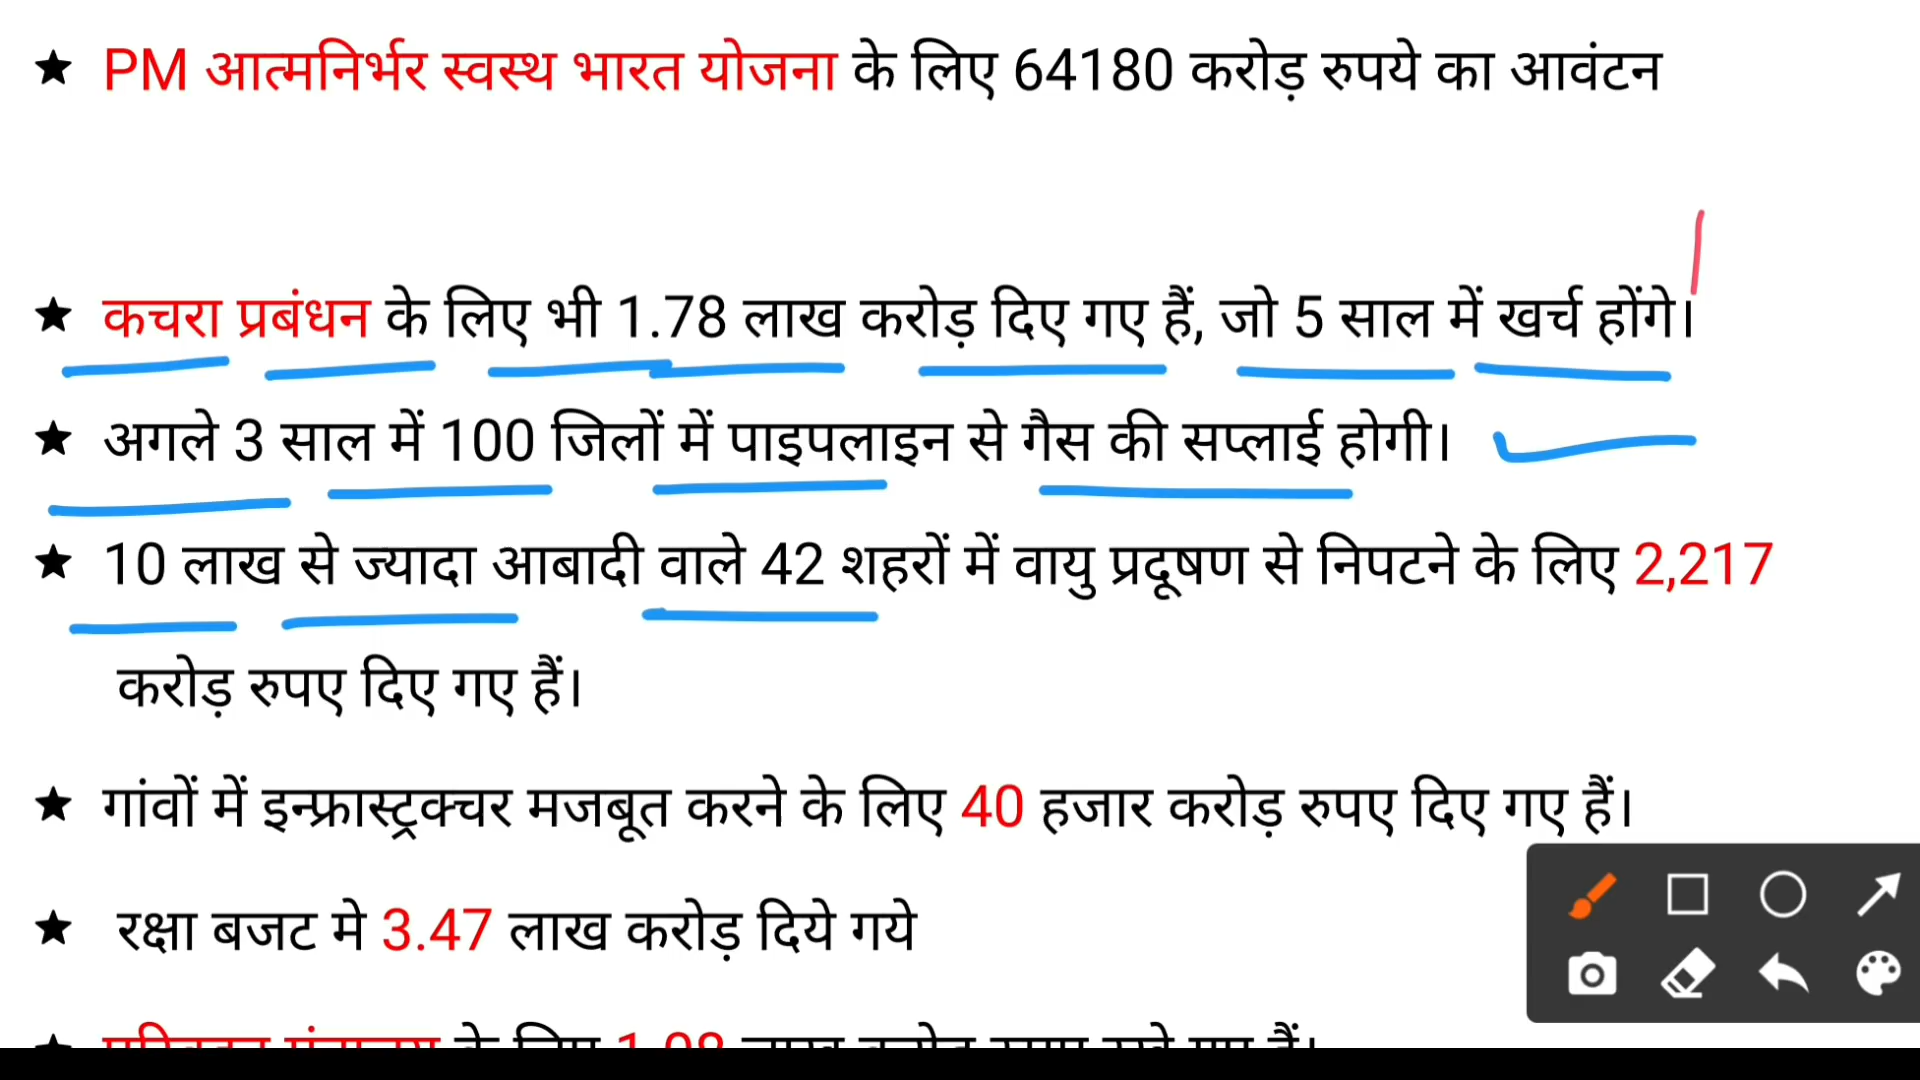 ★ PM आत्मनिर्भर स्वस्थ भारत योजना के लिए 64180 करोड़ रुपये का आवंटन
★ कचरा प्रबंधन के लिए भी 1.78 लाख करोड़ दिए गए हैं, जो 5 साल में खर्च होंगे।
★ अगले 3 साल में 100 जिलों में पाइपलाइन से गैस की सप्लाई होगी।
★ 10 लाख से ज्यादा आबादी वाले 42 शहरों में वायु प्रदूषण से निपटने के लिए 2,217
करोड़ रुपए दिए गए हैं।
★ गांवों में इन्फ्रास्ट्रक्चर मजबूत करने के लिए 40 हजार करोड़ रुपए दिए गए हैं।
★ रक्षा बजट मे 3.47 लाख करोड़ दिये गये